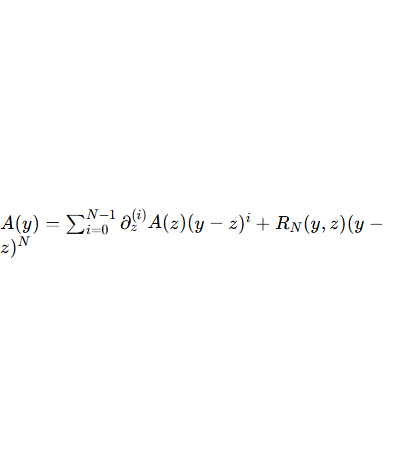 A(y) = ∑_{i=0}^{N−1} ∂_z^{(i)} A(z)(y − z)^i + R_N(y, z)(y −
z)^N